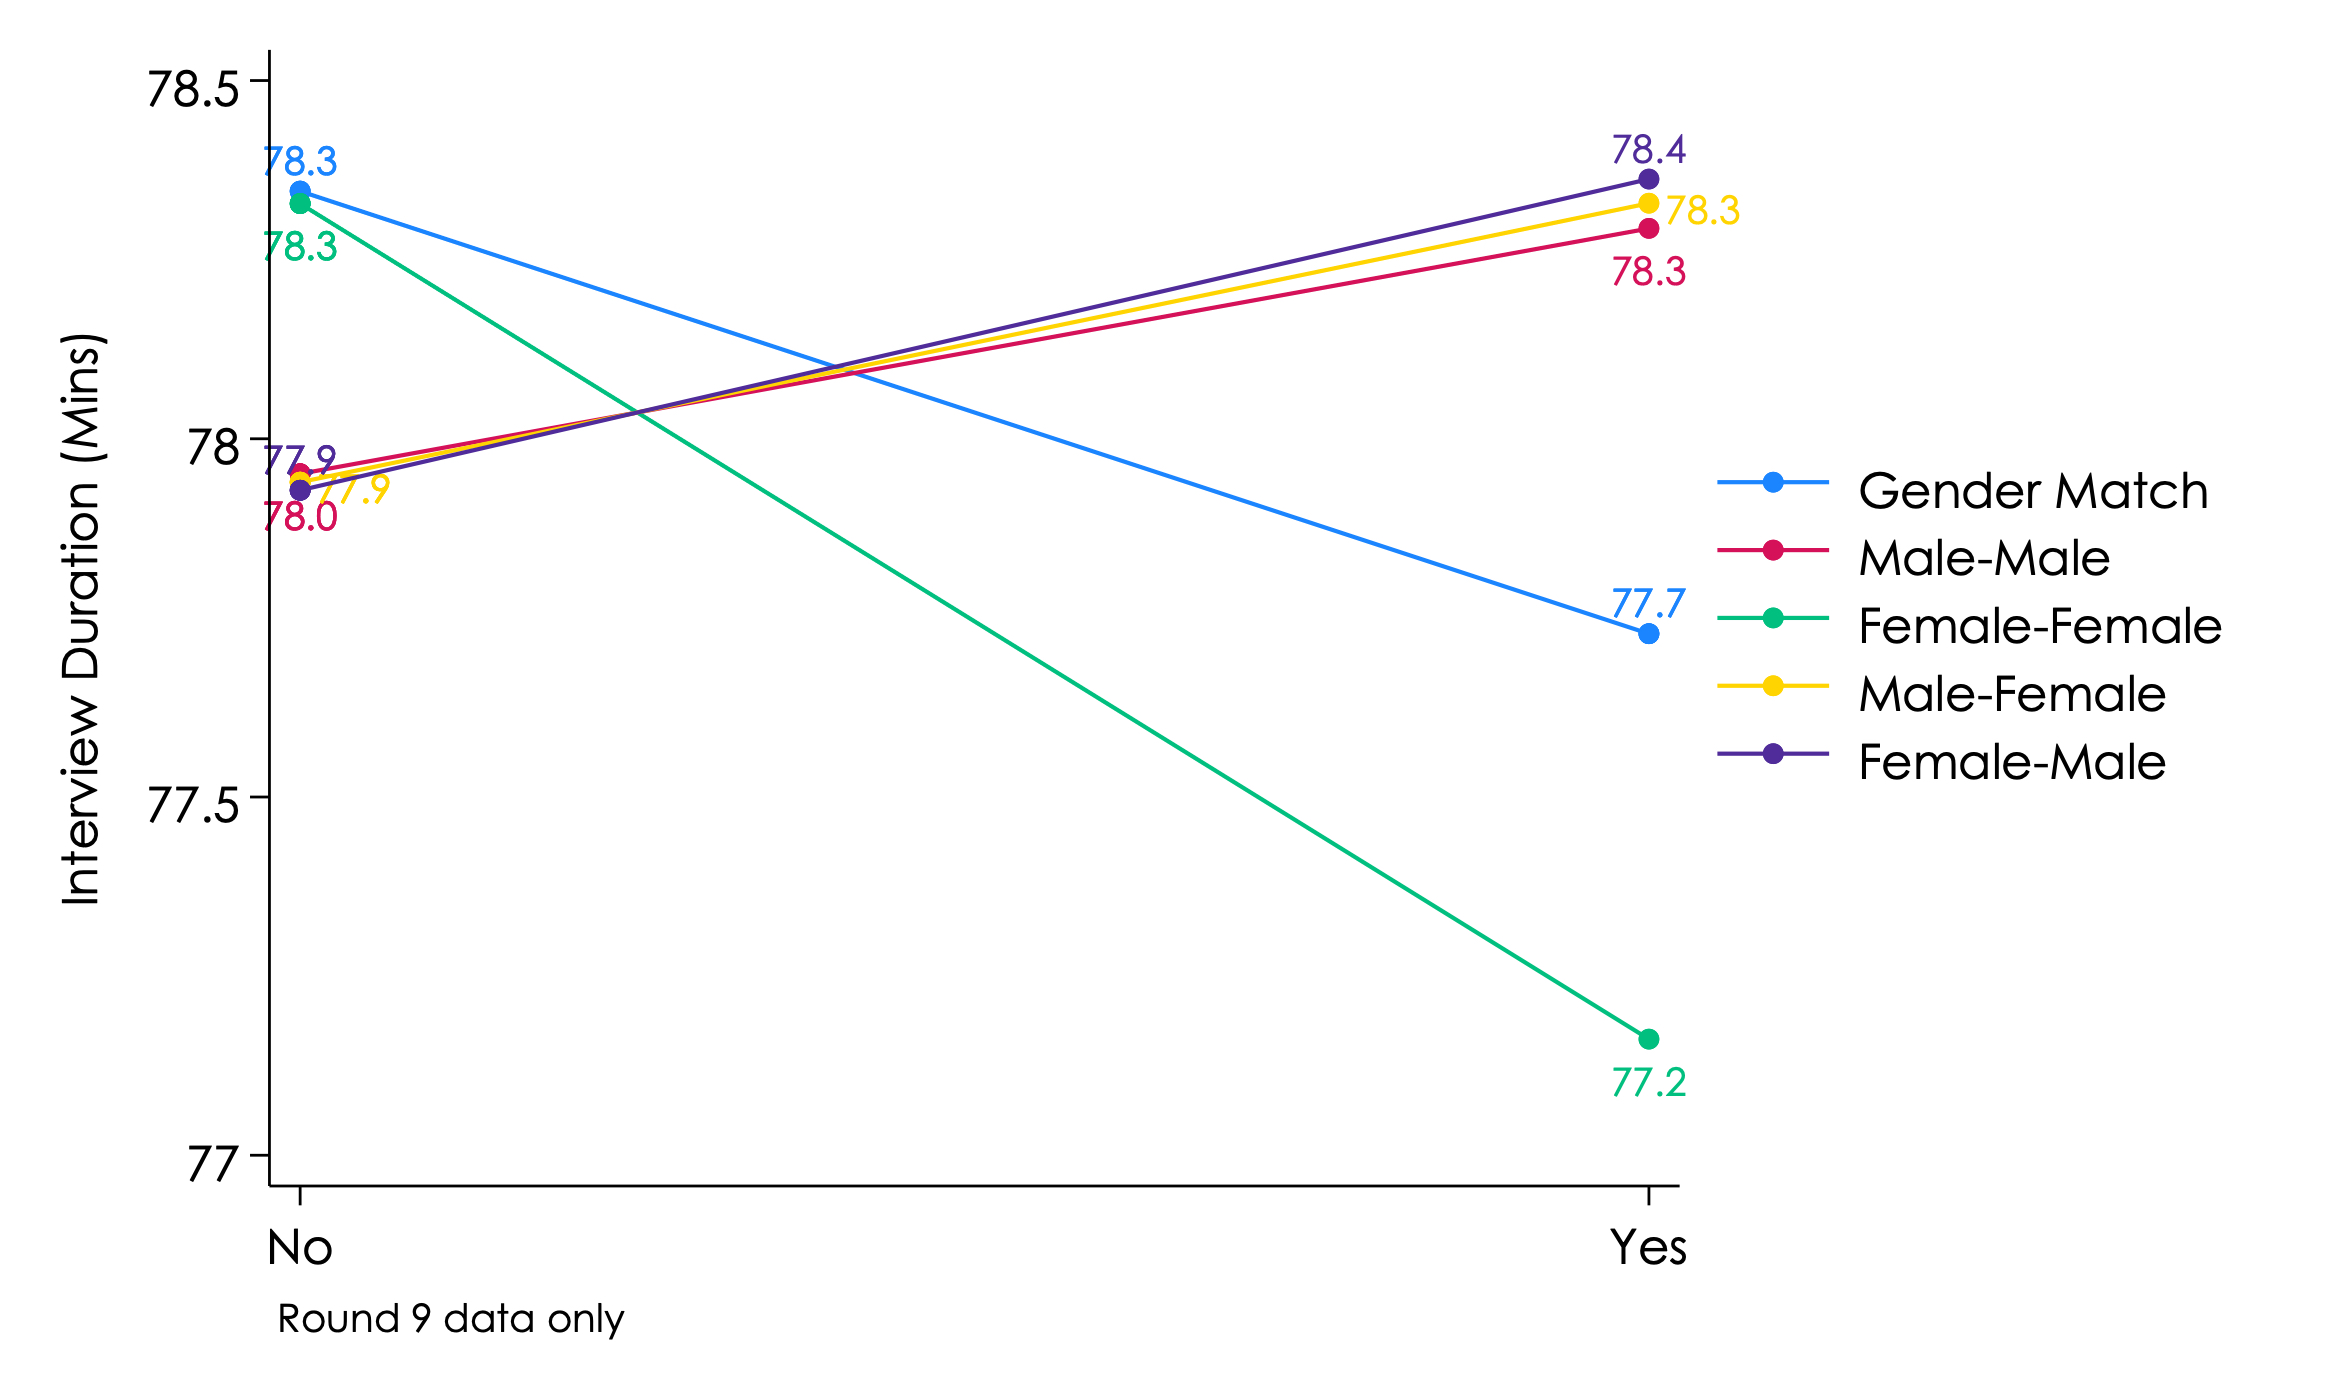 Interview Duration (Mins)
78.5
78
77.5
77
78.3
78.3
77.9
77.9
78.0
78.4
78.3
78.3
77.7
77.2
No
Yes
Gender Match
Male-Male
Female-Female
Male-Female
Female-Male
Round 9 data only